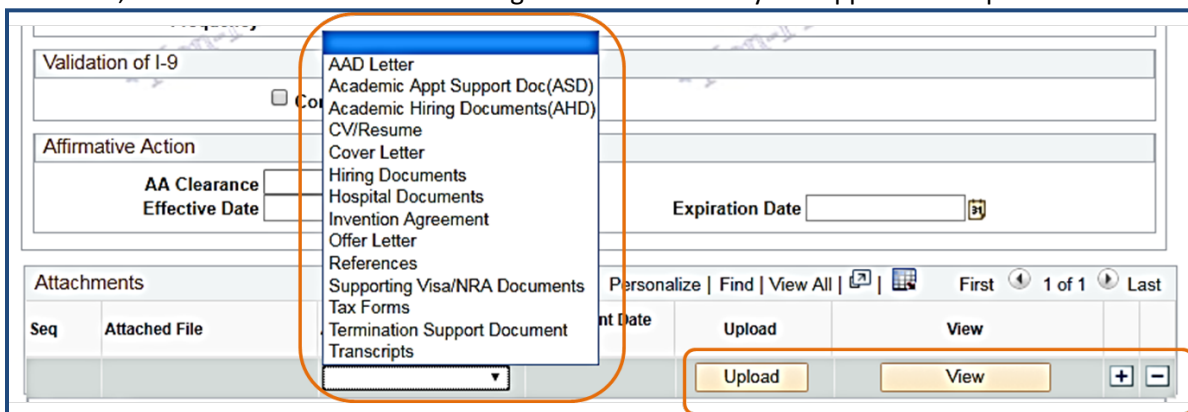 Validation of I-9
AAD Letter
Academic Appt Support Doc(ASD)
Academic Hiring Documents(AHD)
CV/Resume
Cover Letter
Hiring Documents
Hospital Documents
Invention Agreement
Offer Letter
References
Supporting Visa/NRA Documents
Tax Forms
Termination Support Document
Transcripts
Affirmative Action
AA Clearance
Effective Date
Expiration Date
31
Attachments
Personalize | Find | View All | | First 1 of 1 Last
Seq Attached File Date Upload View
Upload View + −